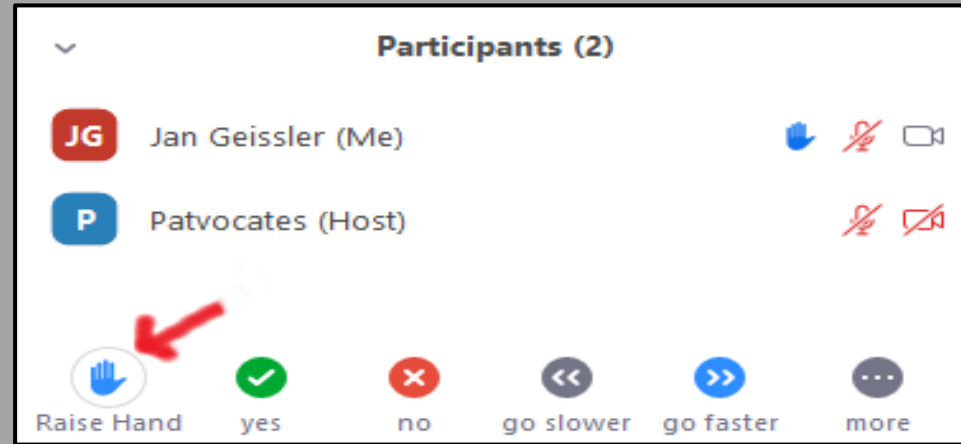 Participants (2)
JG Jan Geissler (Me)
P Patvocates (Host)
Raise Hand yes no go slower go faster more